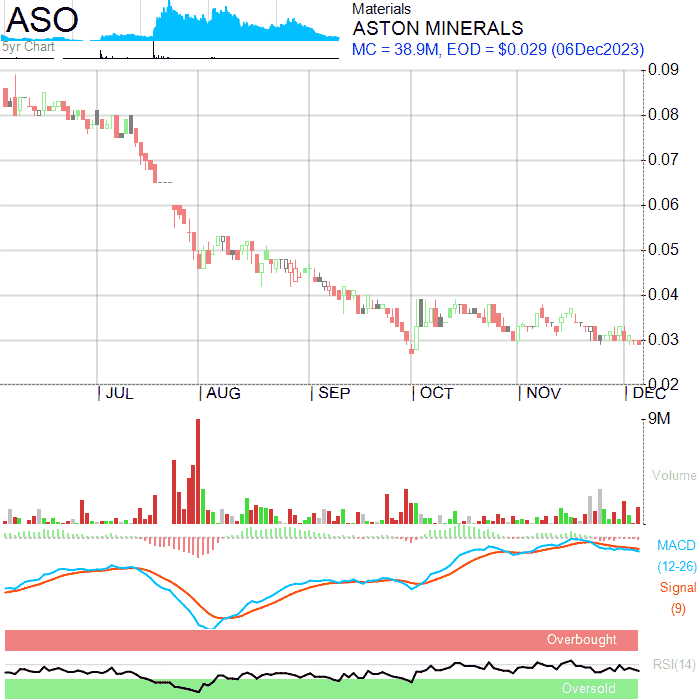 ASO
5yr Chart
Materials
ASTON MINERALS
MC = 38.9M, EOD = $0.029 (06Dec2023)
0.09
0.08
0.07
0.06
0.05
0.04
0.03
0.02
JUL AUG SEP OCT NOV DEC
9M
Volume
MACD
(12-26)
Signal
(9)
Overbought
RSI(14)
Oversold